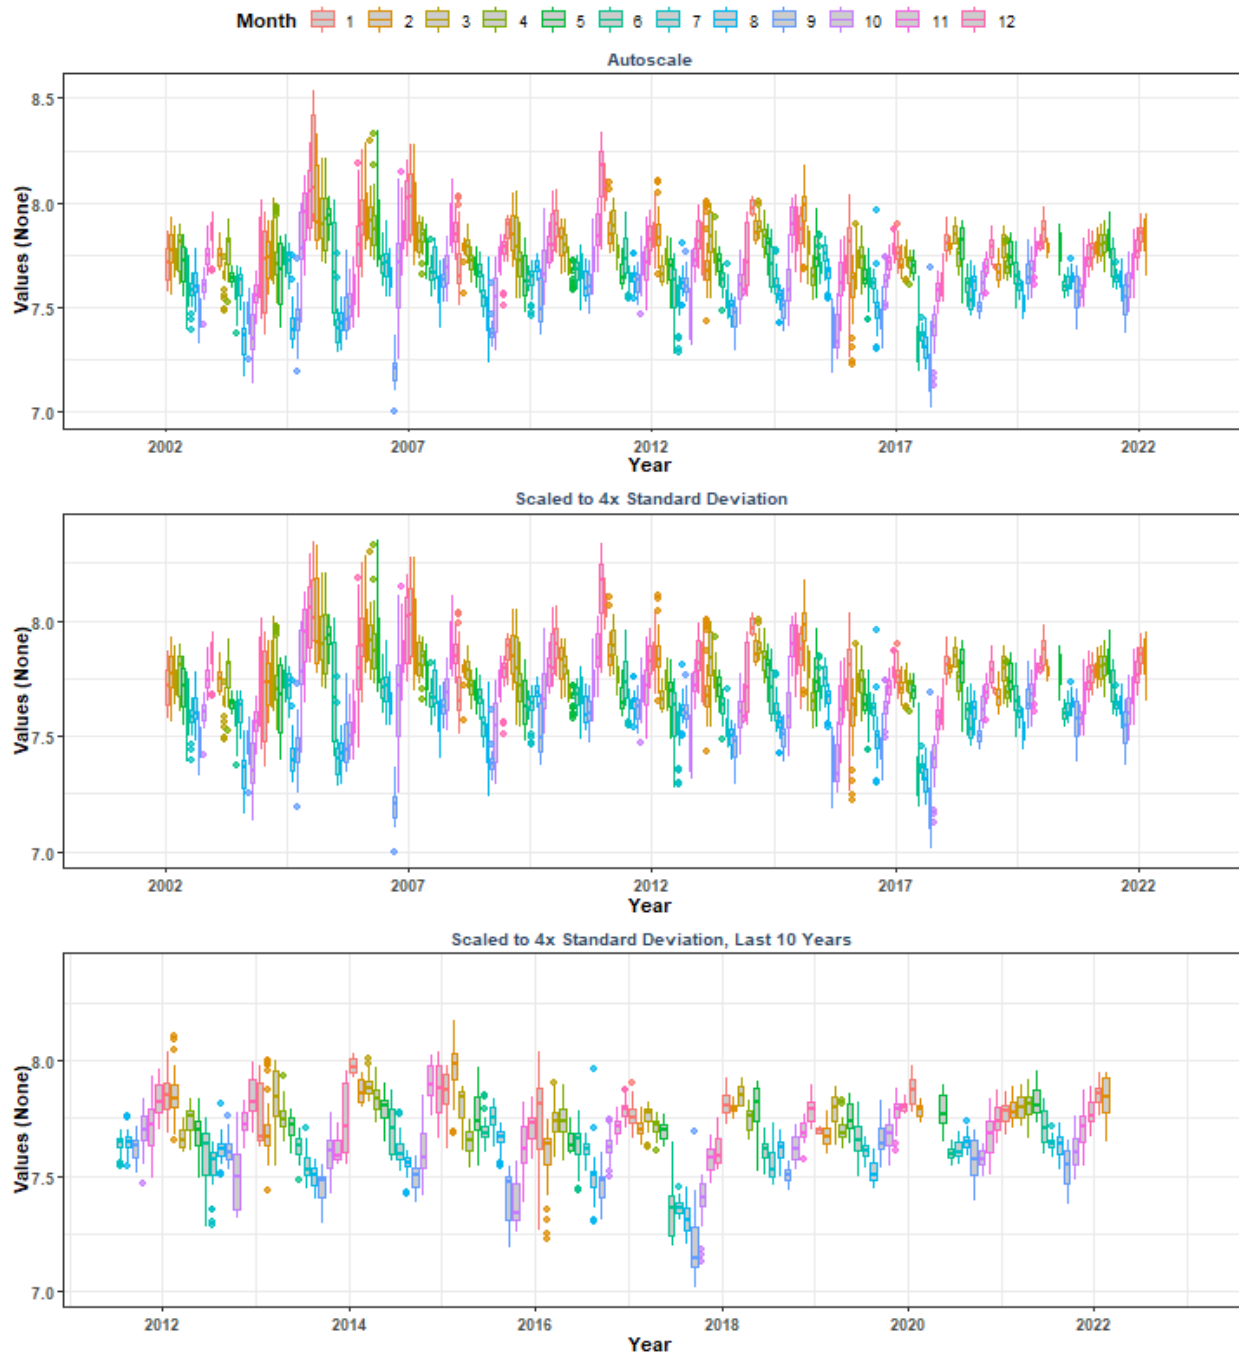 Month 1 2 3 4 5 6 7 8 9 10 11 12
Autoscale
Values (None)
8.5
8.0
7.5
7.0
2002 2007 2012 2017 2022
Year
Scaled to 4x Standard Deviation
Values (None)
8.0
7.5
7.0
2002 2007 2012 2017 2022
Year
Scaled to 4x Standard Deviation, Last 10 Years
Values (None)
8.0
7.5
7.0
2012 2014 2016 2018 2020 2022
Year